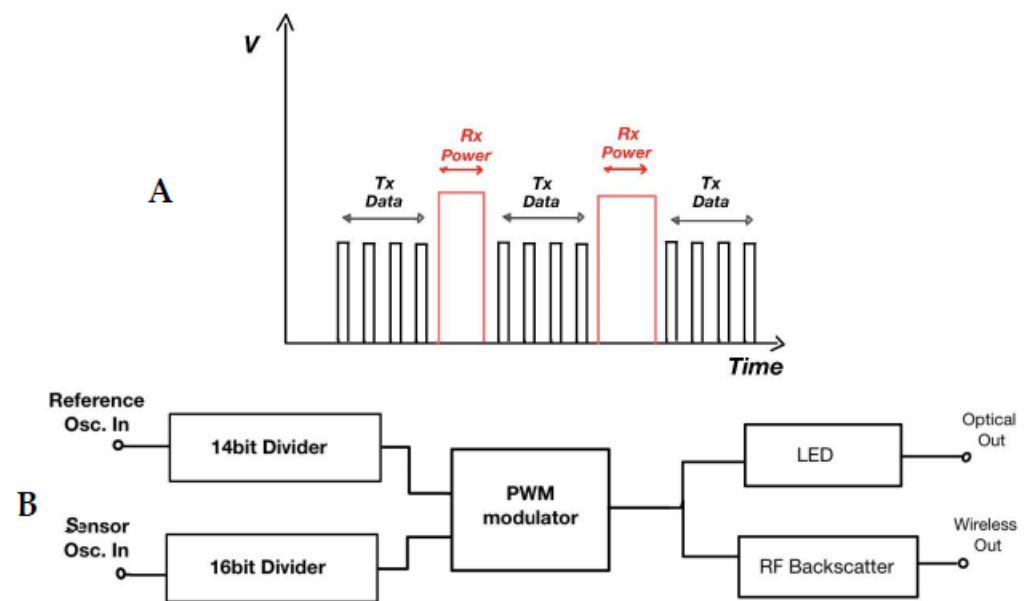 V
Rx
Power
Rx
Power
Tx
Data
Tx
Data
Tx
Data
A
Time
Reference
Osc. In
14bit Divider
PWM
modulator
LED
Optical
Out
B
Sensor
Osc. In
16bit Divider
RF Backscatter
Wireless
Out